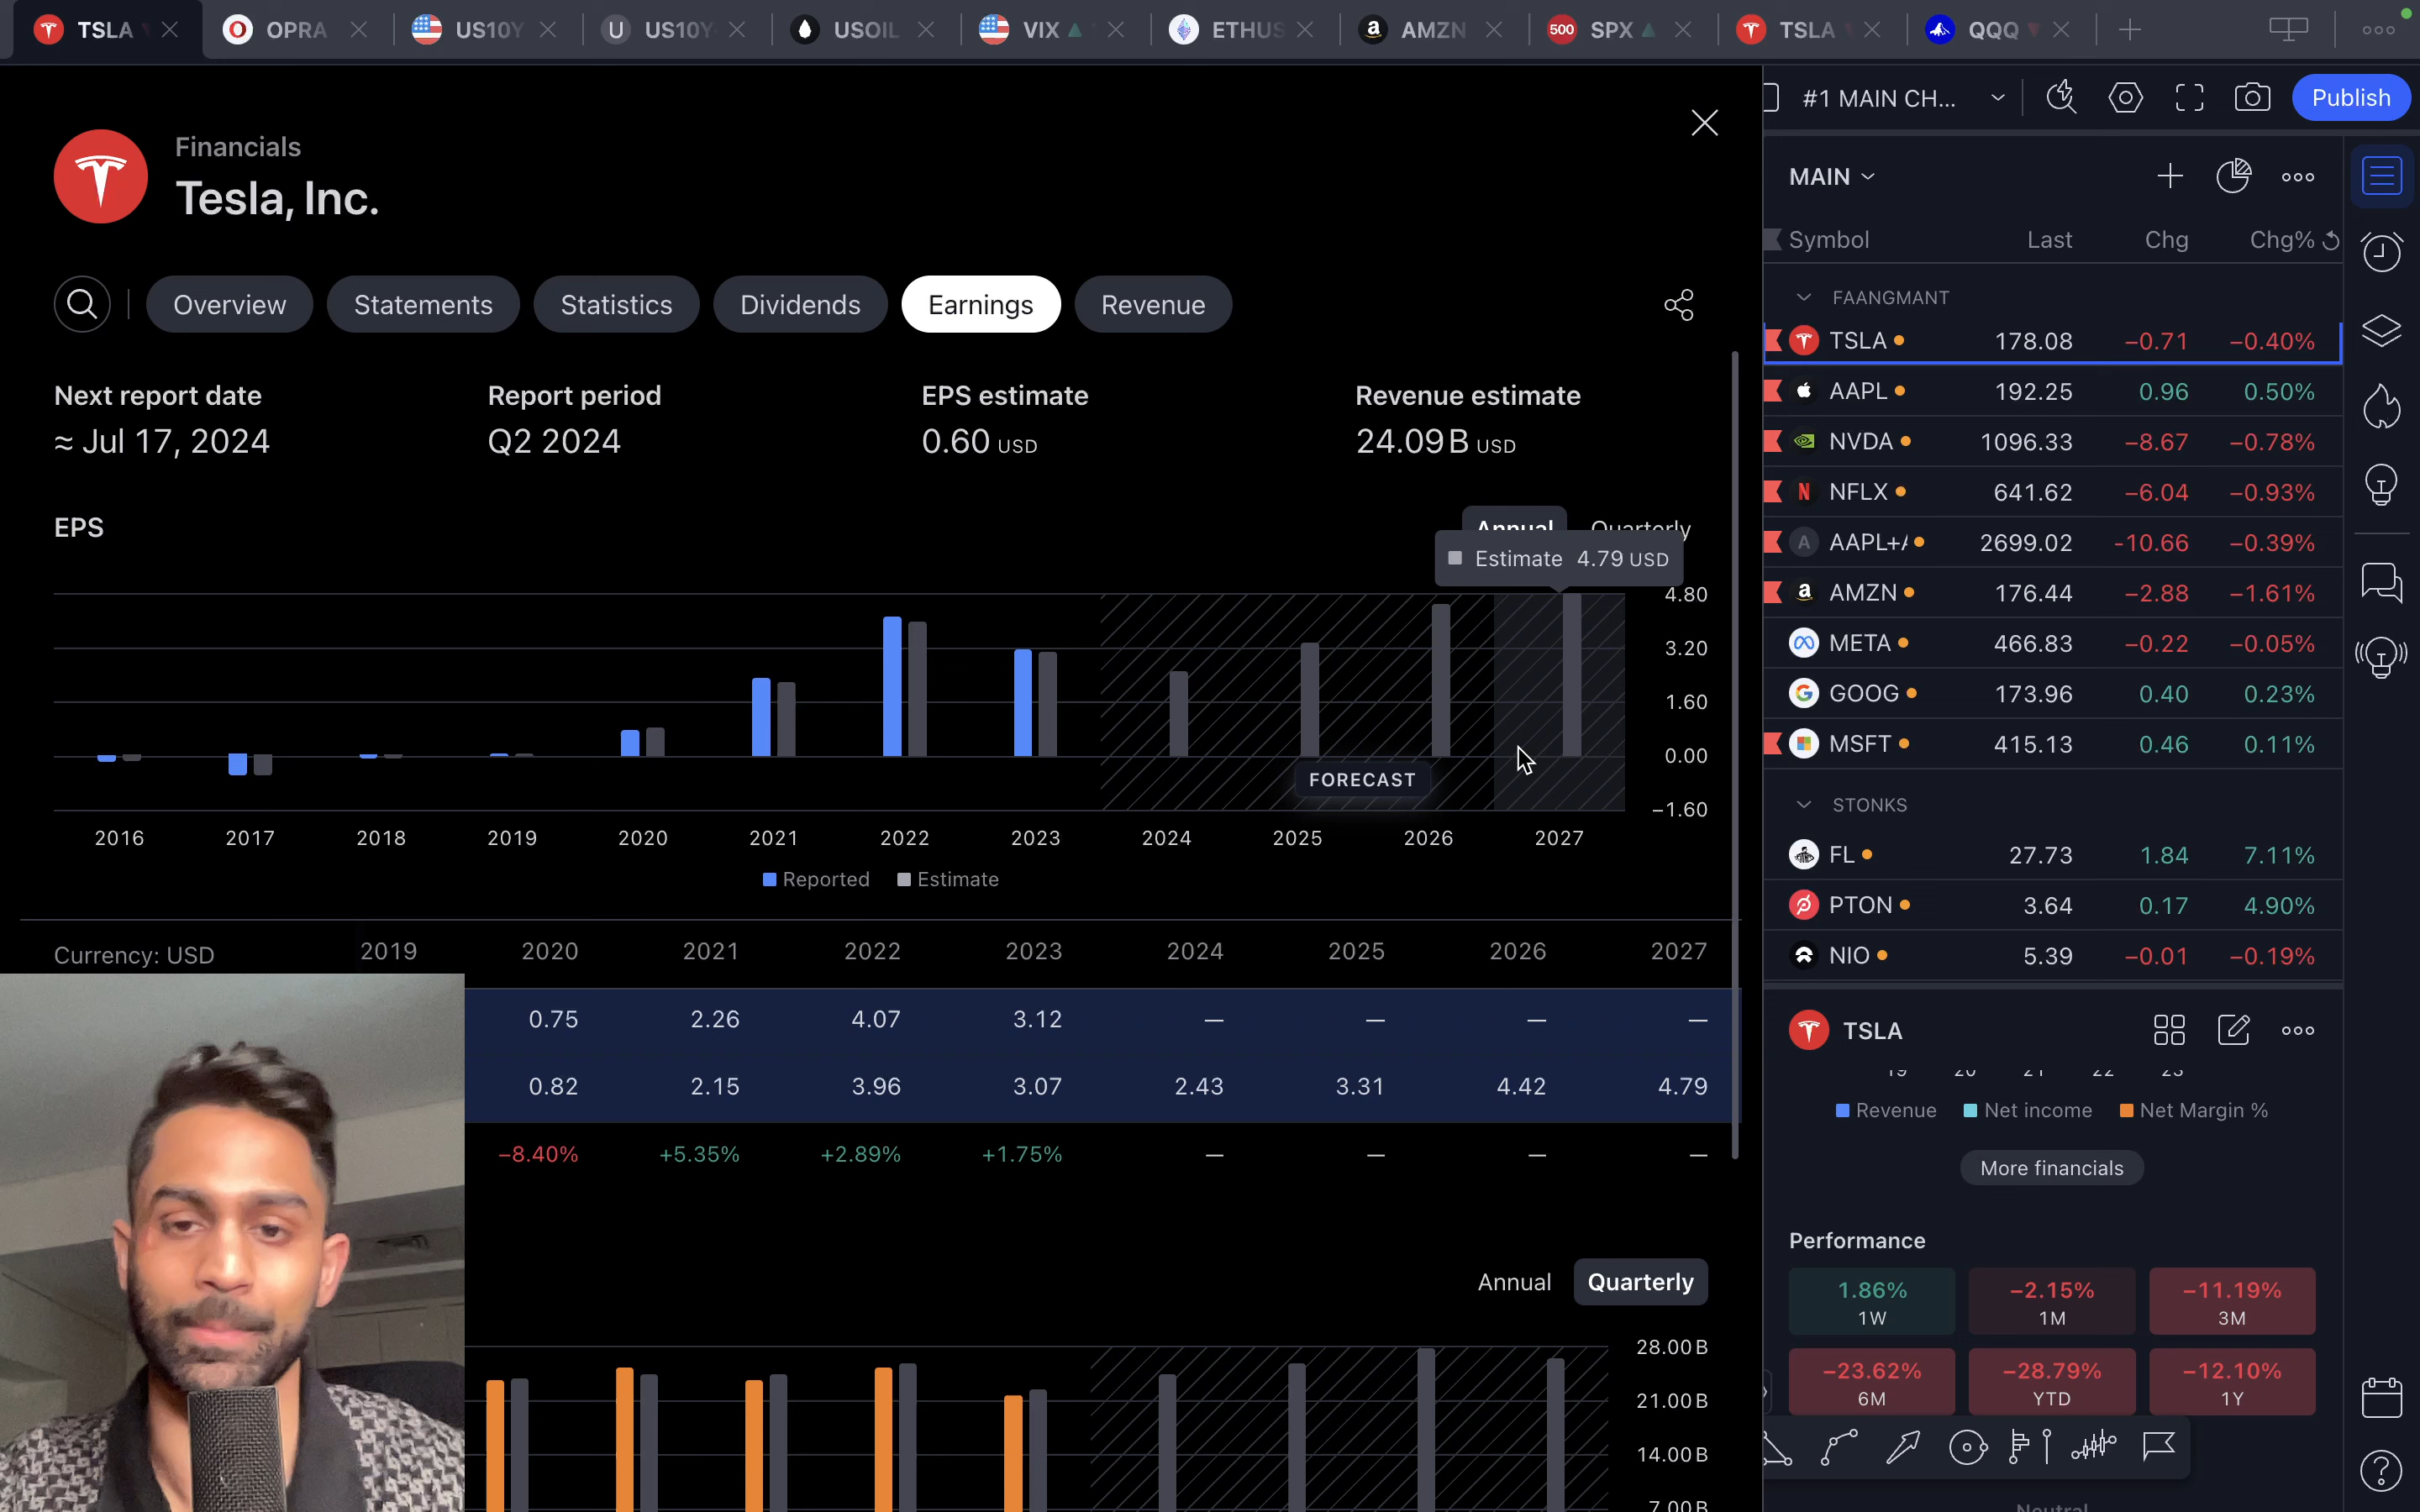 TSLA
OPRA
US10Y
US10Y
USOIL
VIX
ETHUS
AMZN
500 SPX
TSLA
QQQ
#1 MAIN CH...
Publish
Financials
Tesla, Inc.
Overview
Statements
Statistics
Dividends
Earnings
Revenue
Next report date
≈ Jul 17, 2024
Report period
Q2 2024
EPS estimate
0.60 USD
Revenue estimate
24.09 B USD
EPS
Annual Quarterly
Estimate 4.79 USD
4.80
3.20
1.60
0.00
−1.60
FORECAST
2016 2017 2018 2019 2020 2021 2022 2023 2024 2025 2026 2027
Reported Estimate
Currency: USD 2019 2020 2021 2022 2023 2024 2025 2026 2027
0.75 2.26 4.07 3.12 — — — —
0.82 2.15 3.96 3.07 2.43 3.31 4.42 4.79
−8.40% +5.35% +2.89% +1.75% — — — —
Annual Quarterly
28.00 B
21.00 B
14.00 B
7.00 B
MAIN
Symbol Last Chg Chg%
FAANGMANT
TSLA 178.08 −0.71 −0.40%
AAPL 192.25 0.96 0.50%
NVDA 1096.33 −8.67 −0.78%
NFLX 641.62 −6.04 −0.93%
A AAPL+A 2699.02 -10.66 −0.39%
AMZN 176.44 −2.88 −1.61%
META 466.83 −0.22 −0.05%
GOOG 173.96 0.40 0.23%
MSFT 415.13 0.46 0.11%
STONKS
FL 27.73 1.84 7.11%
PTON 3.64 0.17 4.90%
NIO 5.39 −0.01 −0.19%
TSLA
19 20 21 22 23
Revenue Net income Net Margin %
More financials
Performance
1.86% −2.15% −11.19%
1W 1M 3M
−23.62% −28.79% −12.10%
6M YTD 1Y
Neutral